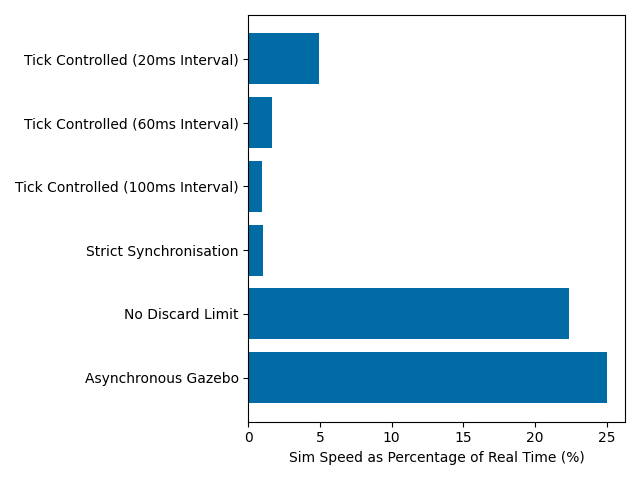 Tick Controlled (20ms Interval)
Tick Controlled (60ms Interval)
Tick Controlled (100ms Interval)
Strict Synchronisation
No Discard Limit
Asynchronous Gazebo
0 5 10 15 20 25
Sim Speed as Percentage of Real Time (%)